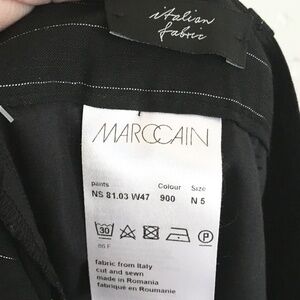 italian
fabric
MARCCAIN
pants Colour Size
NS 81.03 W47 900 N 5
30 P
86 F
fabric from Italy
cut and sewn
made in Romania
fabriqué en Roumanie